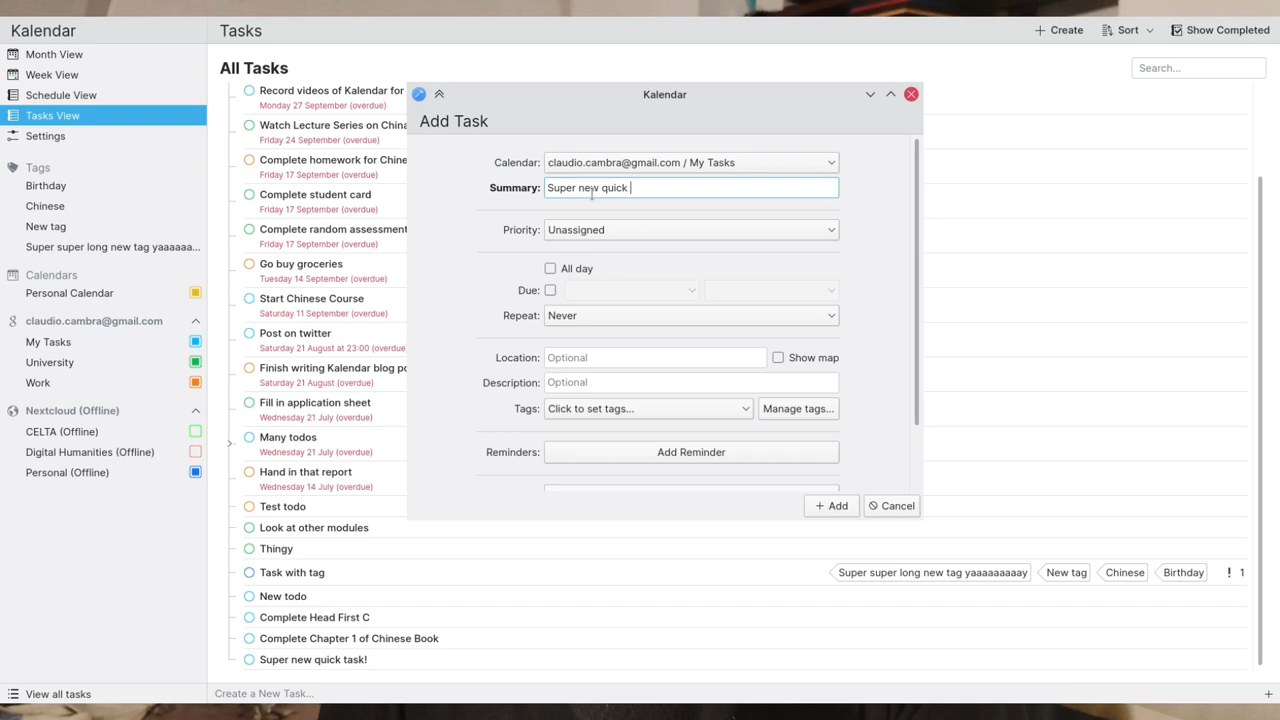 Kalendar
Tasks
Create
Sort
Show Completed
Month View
Week View
Schedule View
Tasks View
Settings
Tags
Birthday
Chinese
New tag
Super super long new tag yaaaaaa...
Calendars
Personal Calendar
claudio.cambra@gmail.com
My Tasks
University
Work
Nextcloud (Offline)
CELTA (Offline)
Digital Humanities (Offline)
Personal (Offline)
View all tasks
All Tasks
Search...
Record videos of Kalendar for
Monday 27 September (overdue)
Watch Lecture Series on China
Friday 24 September (overdue)
Complete homework for Chine
Friday 17 September (overdue)
Complete student card
Friday 17 September (overdue)
Complete random assessment
Friday 17 September (overdue)
Go buy groceries
Tuesday 14 September (overdue)
Start Chinese Course
Saturday 11 September (overdue)
Post on twitter
Saturday 21 August at 23:00 (overdue
Finish writing Kalendar blog po
Saturday 21 August (overdue)
Fill in application sheet
Wednesday 21 July (overdue)
Many todos
Wednesday 21 July (overdue)
Hand in that report
Wednesday 14 July (overdue)
Test todo
Look at other modules
Thingy
Task with tag
Super super long new tag yaaaaaaaaay
New tag
Chinese
Birthday
! 1
New todo
Complete Head First C
Complete Chapter 1 of Chinese Book
Super new quick task!
Create a New Task...
Kalendar
Add Task
Calendar: claudio.cambra@gmail.com / My Tasks
Summary: Super new quick
Priority: Unassigned
All day
Due:
Repeat: Never
Location: Optional Show map
Description: Optional
Tags: Click to set tags... Manage tags...
Reminders: Add Reminder
+ Add Cancel